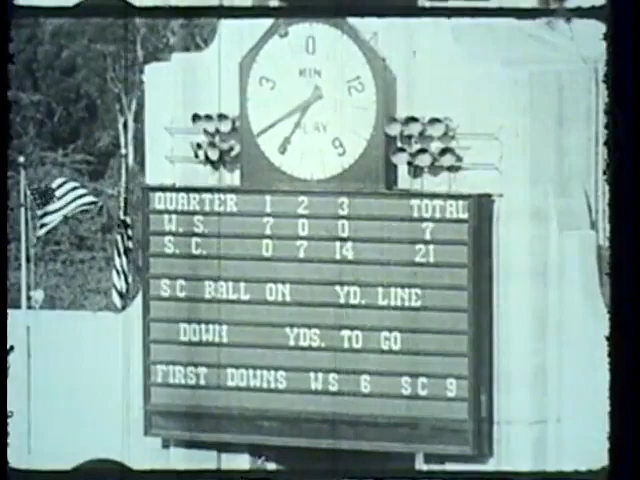 0
MIN
3 12
PLAY
6 9
QUARTER 1 2 3 TOTAL
W. S. 7 0 0 7
S. C. 0 7 14 21
SC BALL ON YD. LINE
DOWN YDS. TO GO
FIRST DOWNS WS 6 SC 9